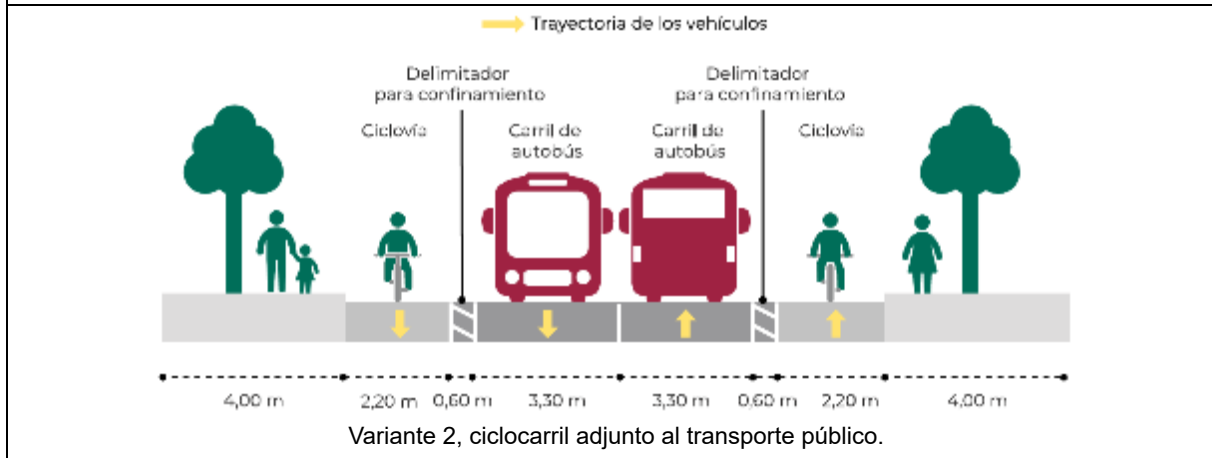 Trayectoria de los vehículos
Delimitador
para confinamiento
Delimitador
para confinamiento
Ciclovía
Carril de
autobús
Carril de
autobús
Ciclovía
4,00 m
2,20 m
0,60 m
3,30 m
3,30 m
0,60 m
2,20 m
4,00 m
Variante 2, ciclocarril adjunto al transporte público.